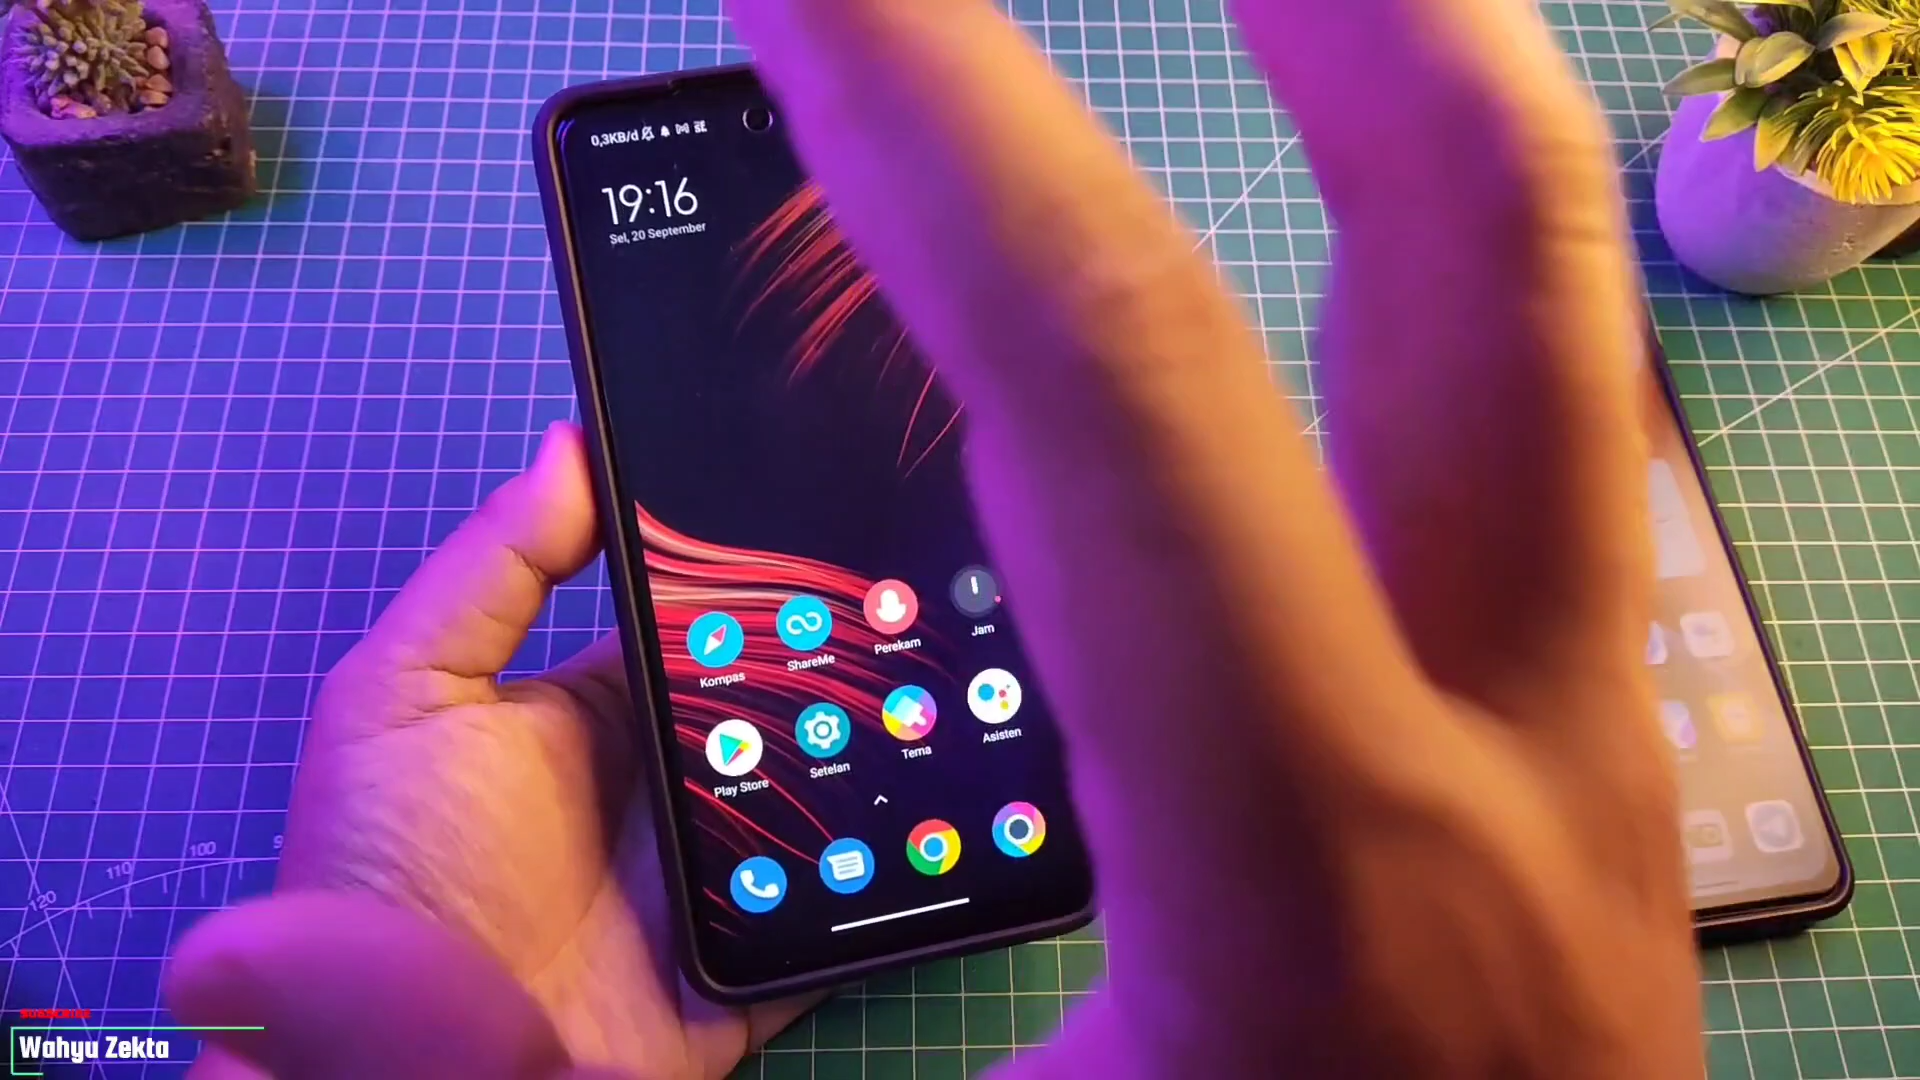 0,3KB/d
19:16
Sel, 20 September
Jam
Perekam
ShareMe
Kompas
Asisten
Tema
Setelan
Play Store
100
110
120
SUBSCRIBE
Wahyu Zekta